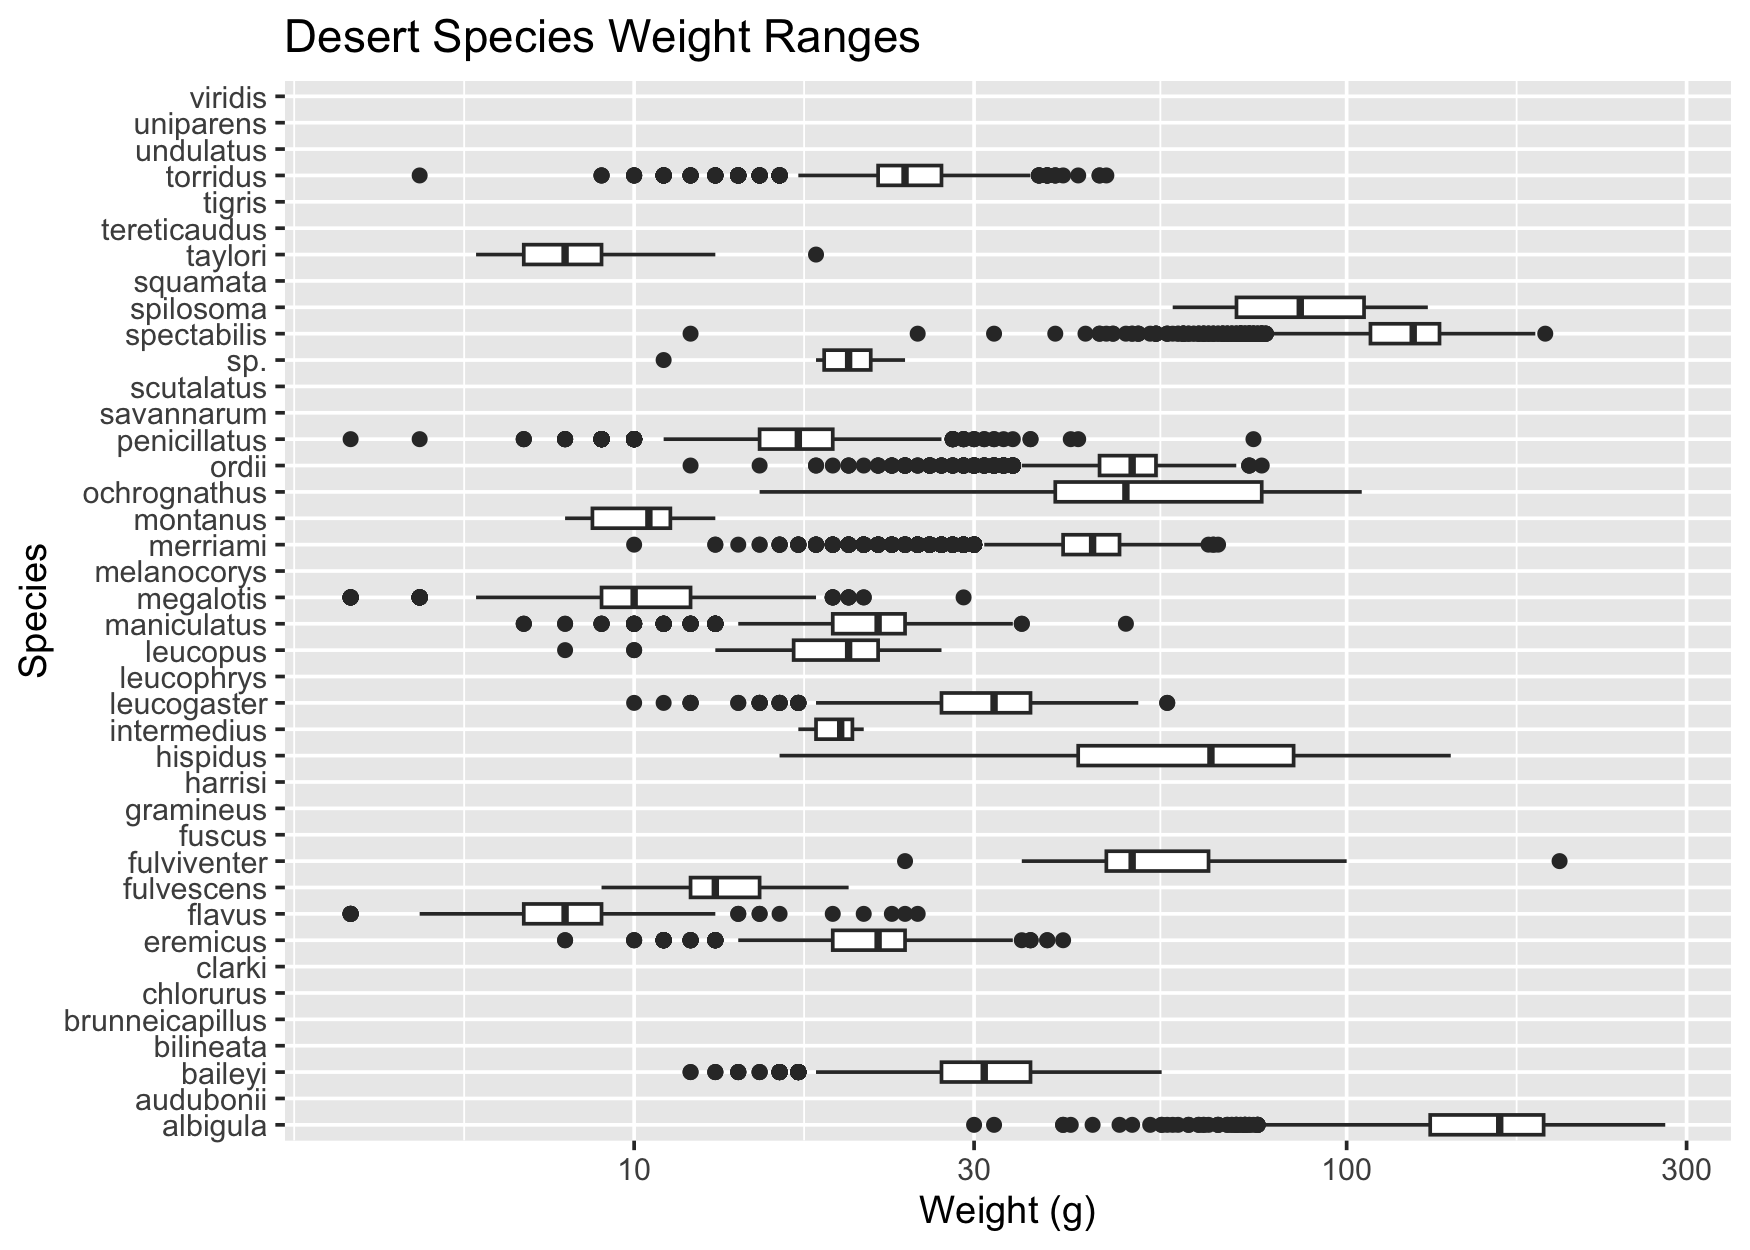 Desert Species Weight Ranges
Species
viridis
uniparens
undulatus
torridus
tigris
tereticaudus
taylori
squamata
spilosoma
spectabilis
sp.
scutalatus
savannarum
penicillatus
ordii
ochrognathus
montanus
merriami
melanocorys
megalotis
maniculatus
leucopus
leucophrys
leucogaster
intermedius
hispidus
harrisi
gramineus
fuscus
fulviventer
fulvescens
flavus
eremicus
clarki
chlorurus
brunneicapillus
bilineata
baileyi
audubonii
albigula
10 30 100 300
Weight (g)